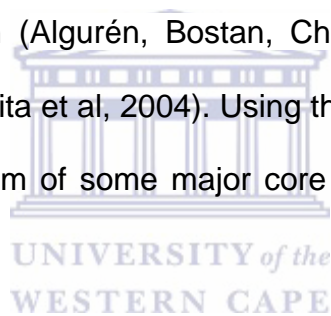 (Algurén, Bostan, Ch
ita et al, 2004). Using th
m of some major core
UNIVERSITY of the
WESTERN CAPE